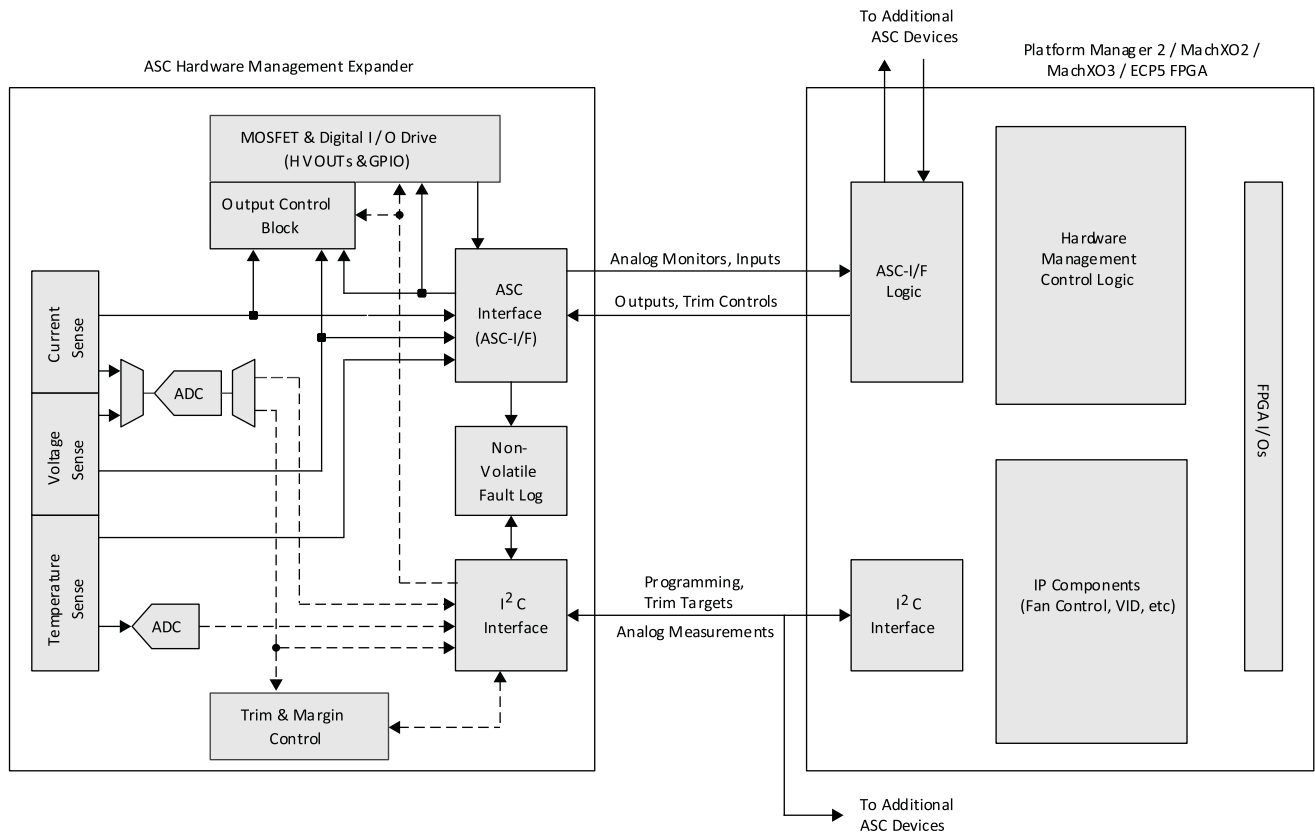 To Additional
ASC Devices
Platform Manager 2 / MachXO2 /
MachXO3 / ECP5 FPGA
ASC Hardware Management Expander
MOSFET & Digital I/O Drive
(HVOUTs & GPIO)
Output Control
Block
ASC
Interface
(ASC-I/F)
Analog Monitors, Inputs
Outputs, Trim Controls
ASC-I/F
Logic
Hardware
Management
Control Logic
Current
Sense
ADC
Voltage
Sense
Non-
Volatile
Fault Log
FPGA I/Os
Temperature
Sense
ADC
I²C
Interface
Programming,
Trim Targets
Analog Measurements
I²C
Interface
IP Components
(Fan Control, VID, etc)
Trim & Margin
Control
To Additional
ASC Devices